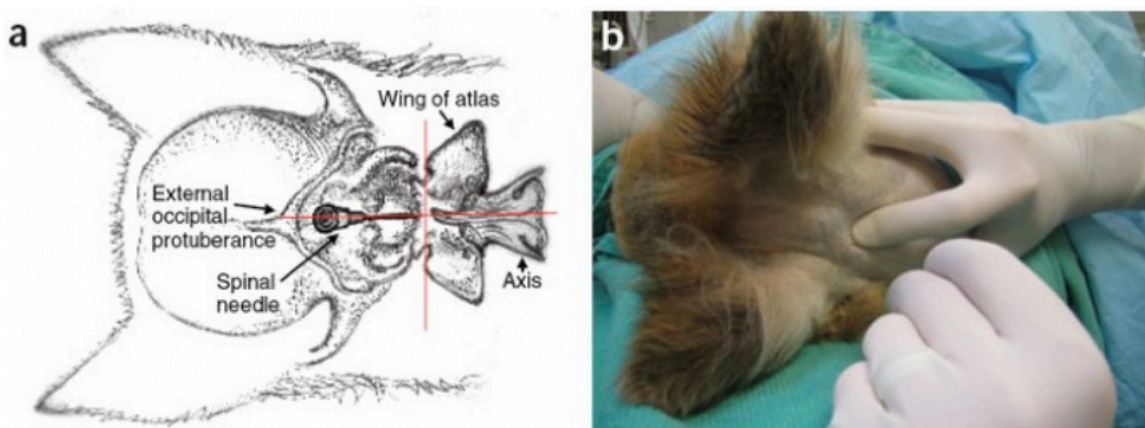 a
Wing of atlas
External
occipital
protuberance
Spinal
needle
Axis
b